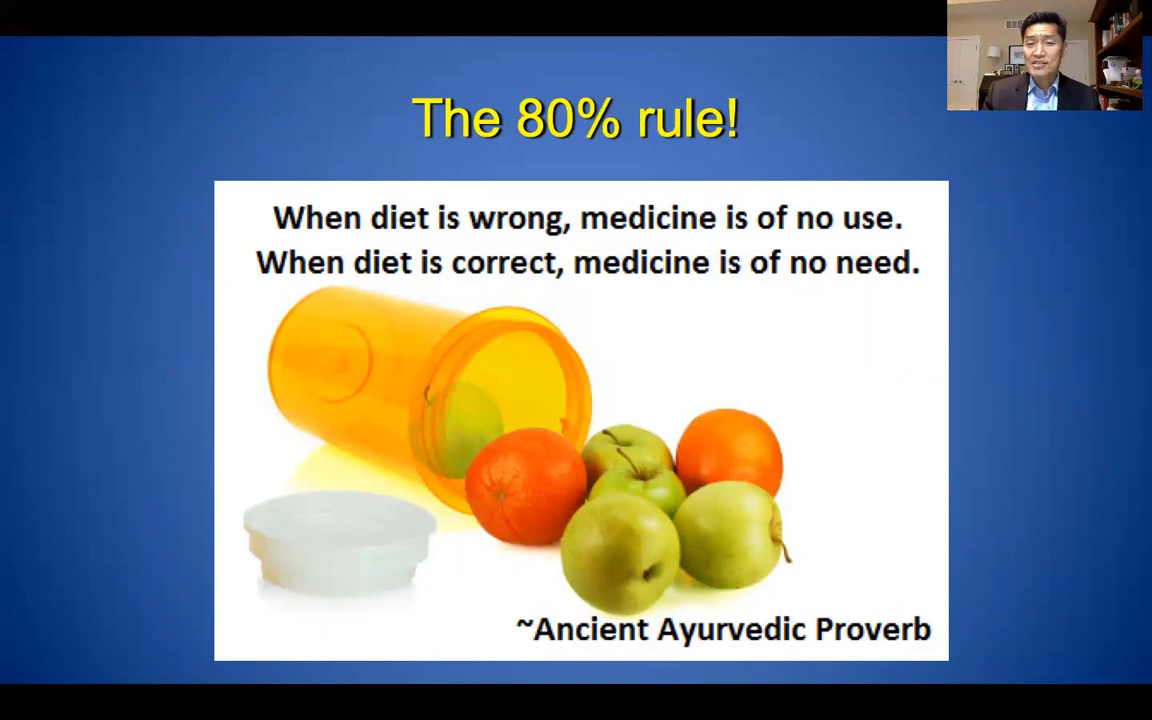 The 80% rule!
When diet is wrong, medicine is of no use.
When diet is correct, medicine is of no need.
~Ancient Ayurvedic Proverb